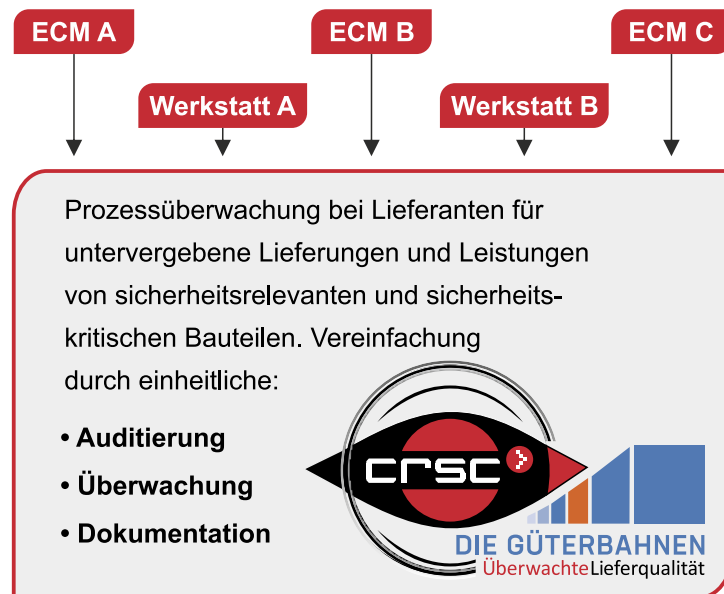 ECM A
ECM B
ECM C
Werkstatt A
Werkstatt B
Prozessüberwachung bei Lieferanten für
untervergebene Lieferungen und Leistungen
von sicherheitsrelevanten und sicherheits-
kritischen Bauteilen. Vereinfachung
durch einheitliche:
• Auditierung
• Überwachung
• Dokumentation
crsc
DIE GÜTERBAHNEN
ÜberwachteLieferqualität